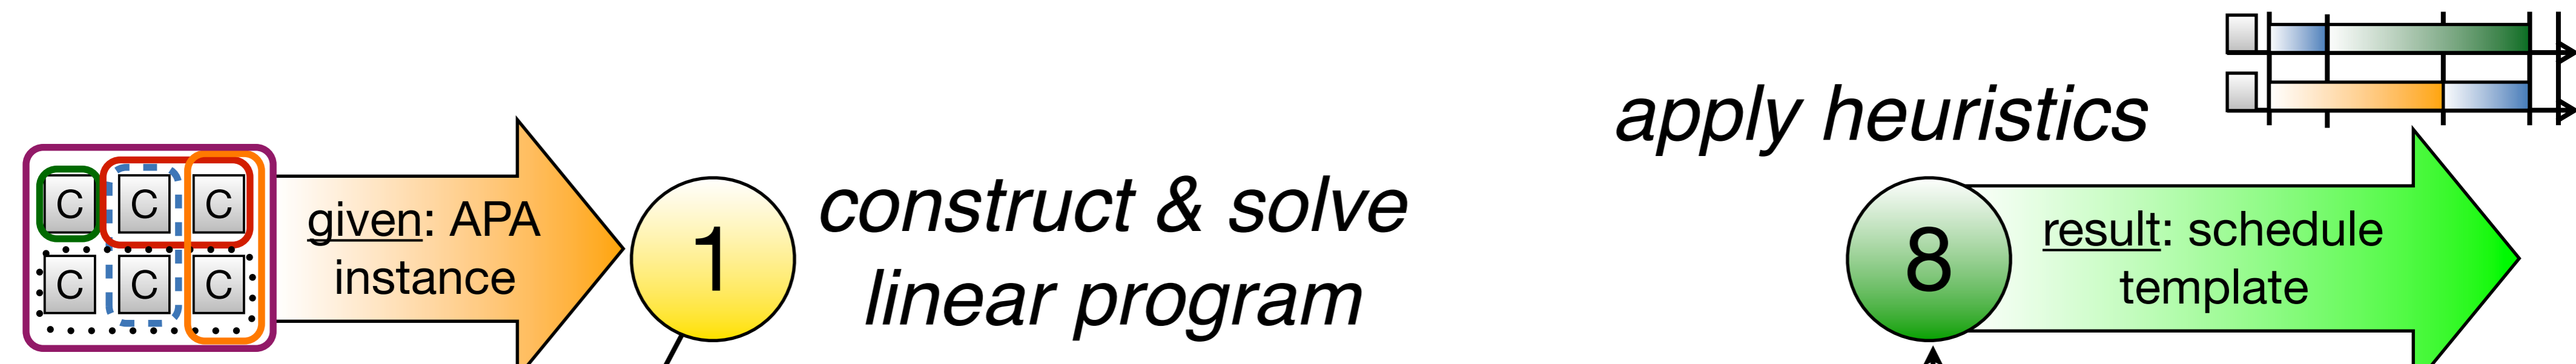 C C C
C C C
given: APA
instance
1
construct & solve
linear program
apply heuristics
8
result: schedule
template